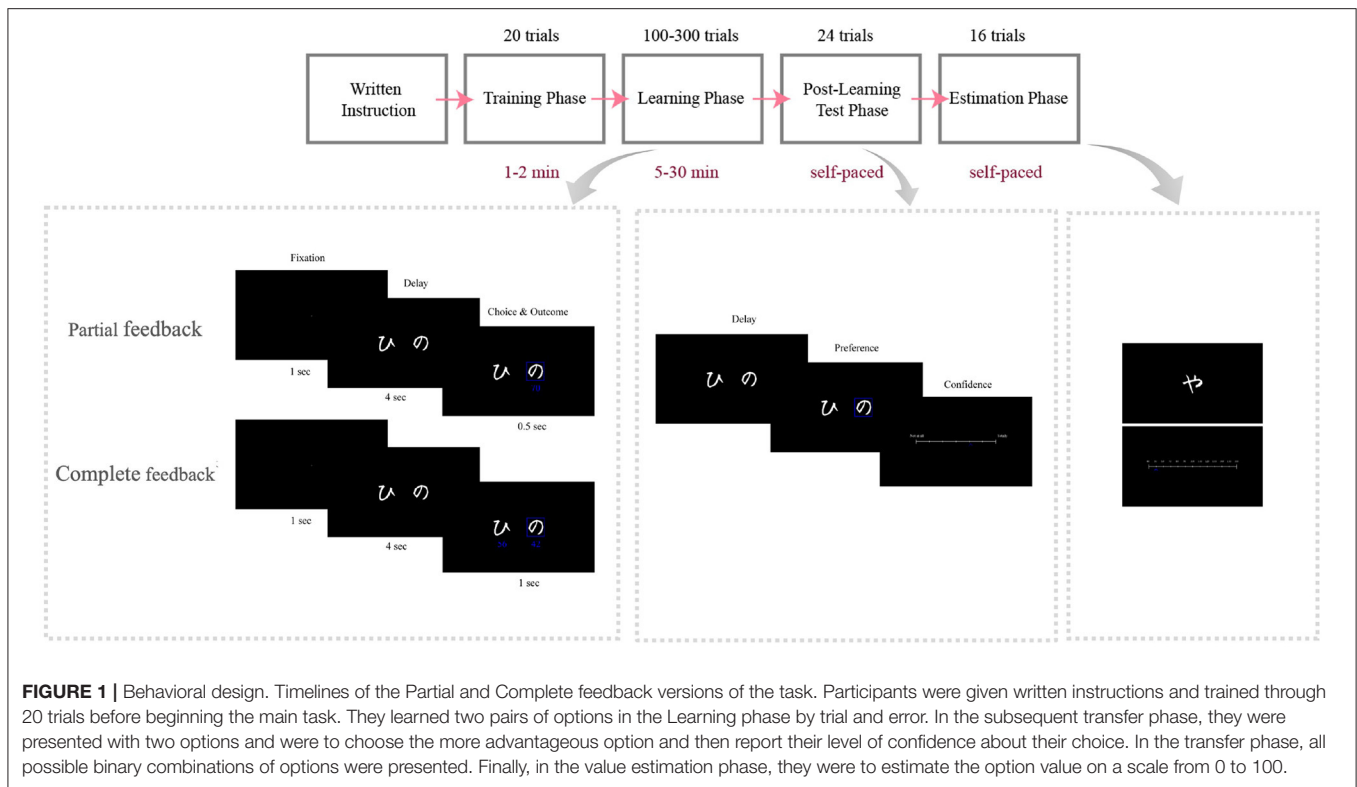 20 trials
100-300 trials
24 trials
16 trials
Written
Instruction
Training Phase
Learning Phase
Post-Learning
Test Phase
Estimation Phase
1-2 min
5-30 min
self-paced
self-paced
Partial feedback
Fixation
1 sec
Delay
ひ の
4 sec
Choice & Outcome
ひ の
0.5 sec
Complete feedback
1 sec
ひ の
4 sec
ひ の
1 sec
Delay
ひ の
Preference
ひ の
Confidence
や
FIGURE 1 | Behavioral design. Timelines of the Partial and Complete feedback versions of the task. Participants were given written instructions and trained through
20 trials before beginning the main task. They learned two pairs of options in the Learning phase by trial and error. In the subsequent transfer phase, they were
presented with two options and were to choose the more advantageous option and then report their level of confidence about their choice. In the transfer phase, all
possible binary combinations of options were presented. Finally, in the value estimation phase, they were to estimate the option value on a scale from 0 to 100.